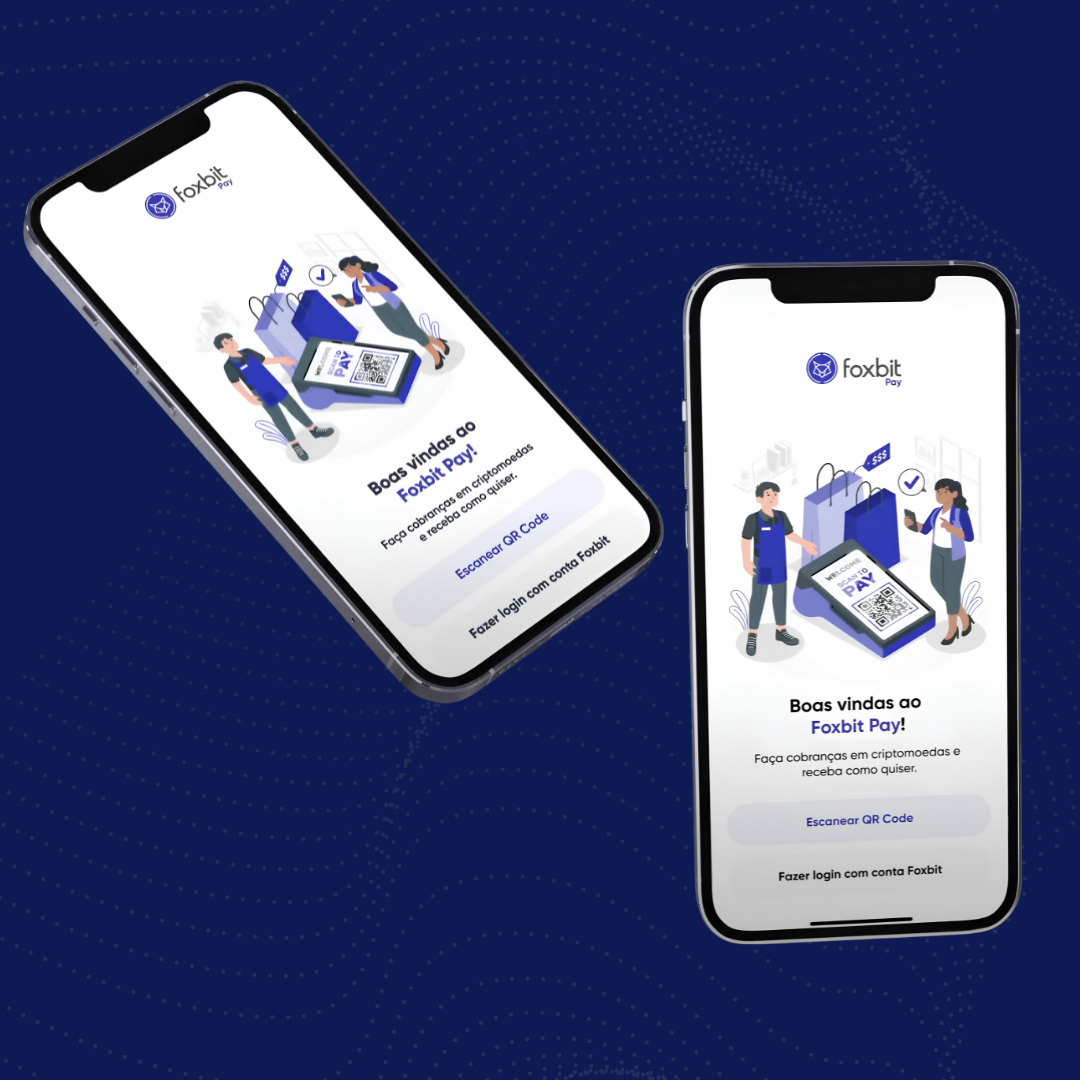 foxbit
Pay
$$$
WELCOME
SCAN TO
PAY
Boas vindas ao
Foxbit Pay!
Faça cobranças em criptomoedas
e receba como quiser.
Escanear QR Code
Fazer login com conta Foxbit
foxbit
Pay
$$$
WELCOME
SCAN TO
PAY
Boas vindas ao
Foxbit Pay!
Faça cobranças em criptomoedas e
receba como quiser.
Escanear QR Code
Fazer login com conta Foxbit